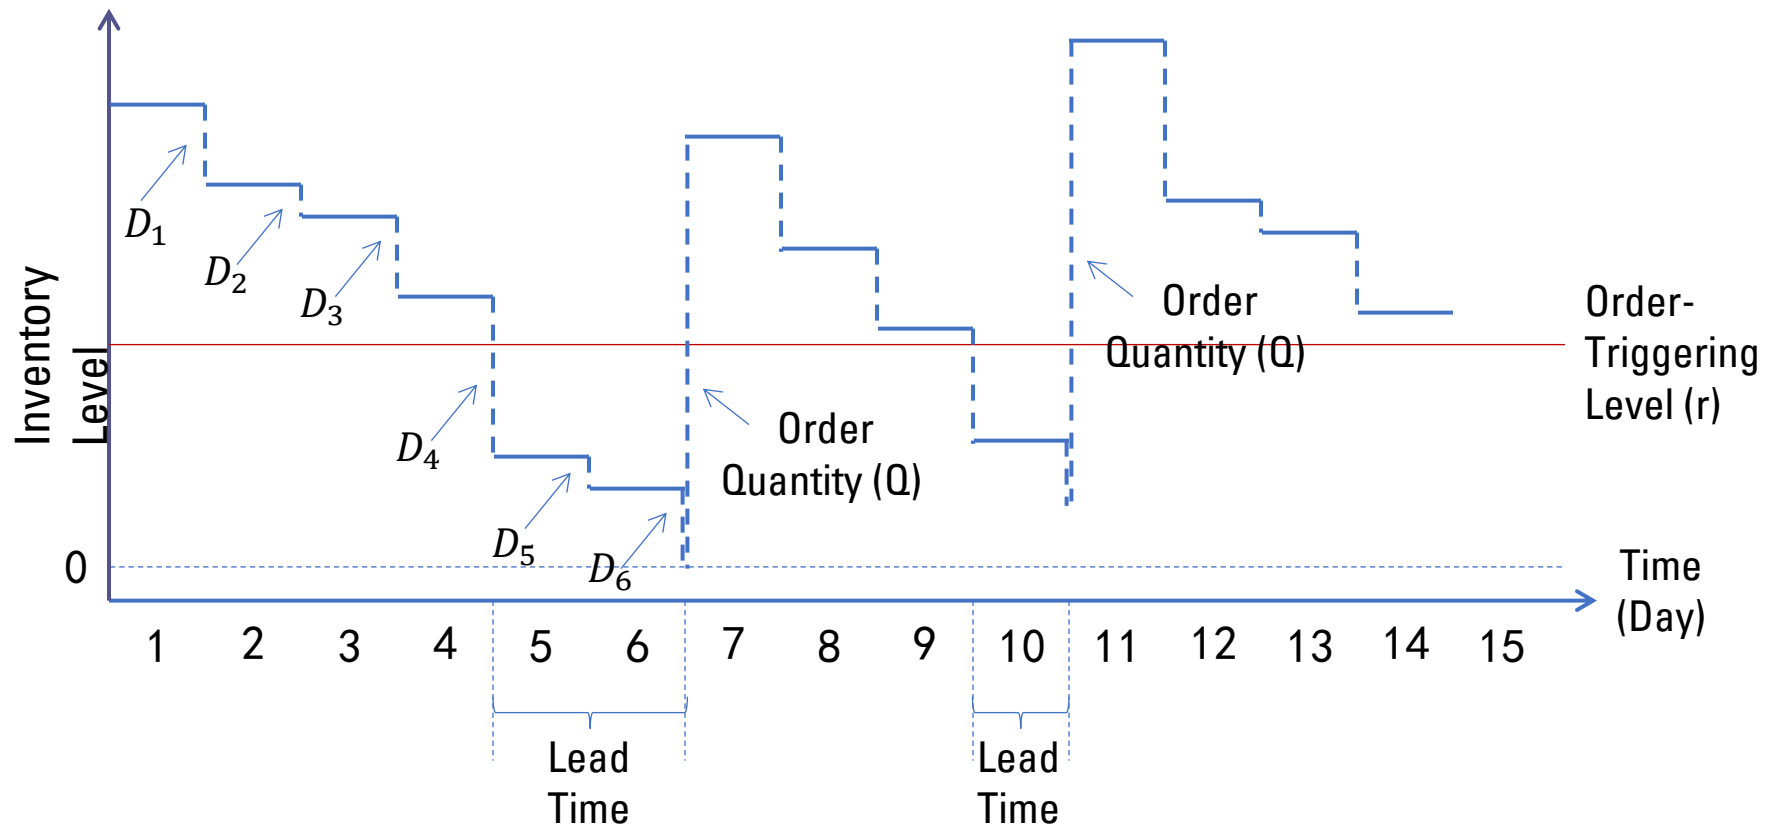 Inventory
Level
D₁
D₂
D₃
D₄
D₅
D₆
Order
Quantity (Q)
Order
Quantity (Q)
Order-
Triggering
Level (r)
0
Time
(Day)
1 2 3 4 5 6 7 8 9 10 11 12 13 14 15
Lead
Time
Lead
Time